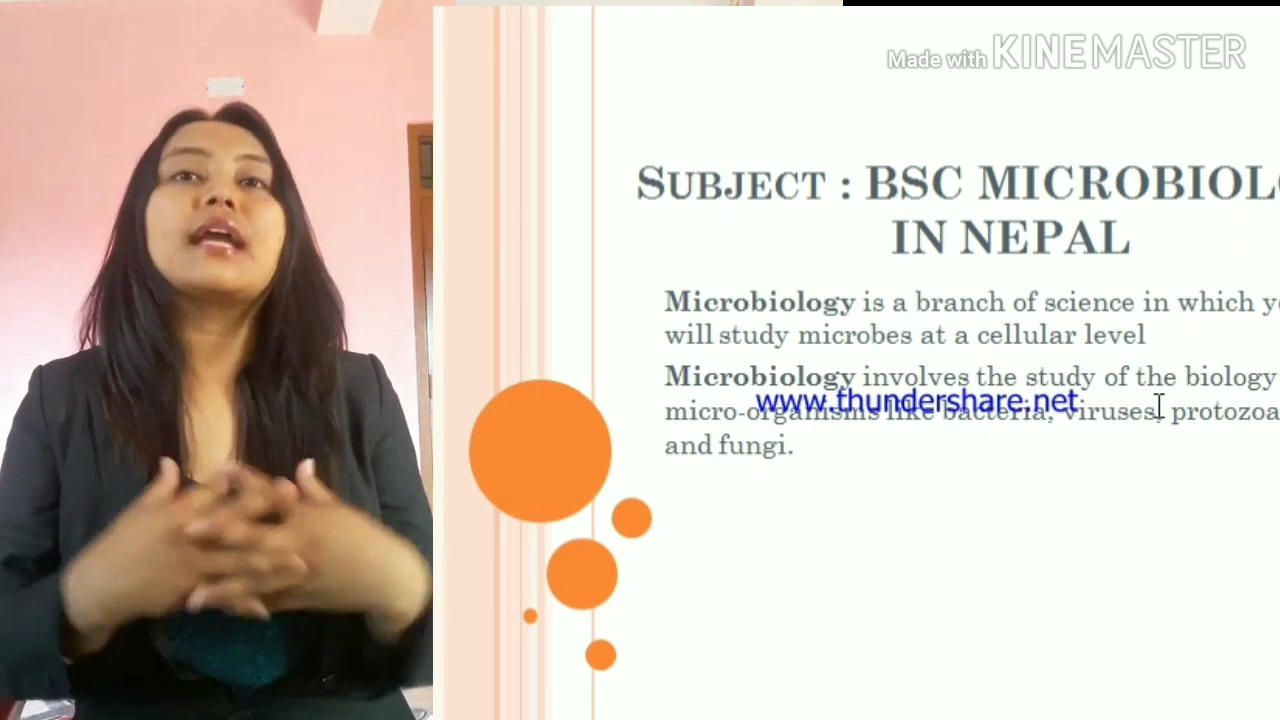 Made with KINEMASTER
SUBJECT : BSC MICROBIOLO
IN NEPAL
Microbiology is a branch of science in which y
will study microbes at a cellular level
Microbiology involves the study of the biology
www.thundershare.net
micro-organisms like bacteria, viruses, protozoa
and fungi.